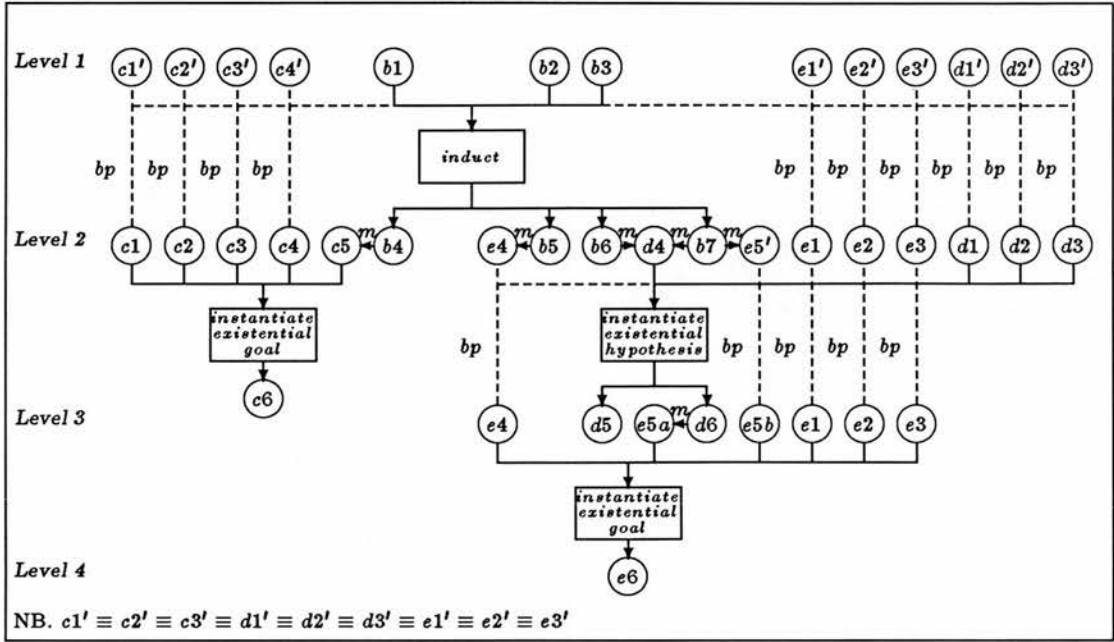 Level 1 c1′ c2′ c3′ c4′ b1 b2 b3 e1′ e2′ e3′ d1′ d2′ d3′
induct
bp bp bp bp bp bp bp bp bp bp
Level 2 c1 c2 c3 c4 c5 m b4 e4 m b5 b6 m d4 m b7 m e5′ e1 e2 e3 d1 d2 d3
instantiate
existential
goal
instantiate
existential
hypothesis
bp bp bp bp bp
c6
Level 3 e4 d5 e5a m d6 e5b e1 e2 e3
instantiate
existential
goal
Level 4 e6
NB. c1′ ≡ c2′ ≡ c3′ ≡ d1′ ≡ d2′ ≡ d3′ ≡ e1′ ≡ e2′ ≡ e3′